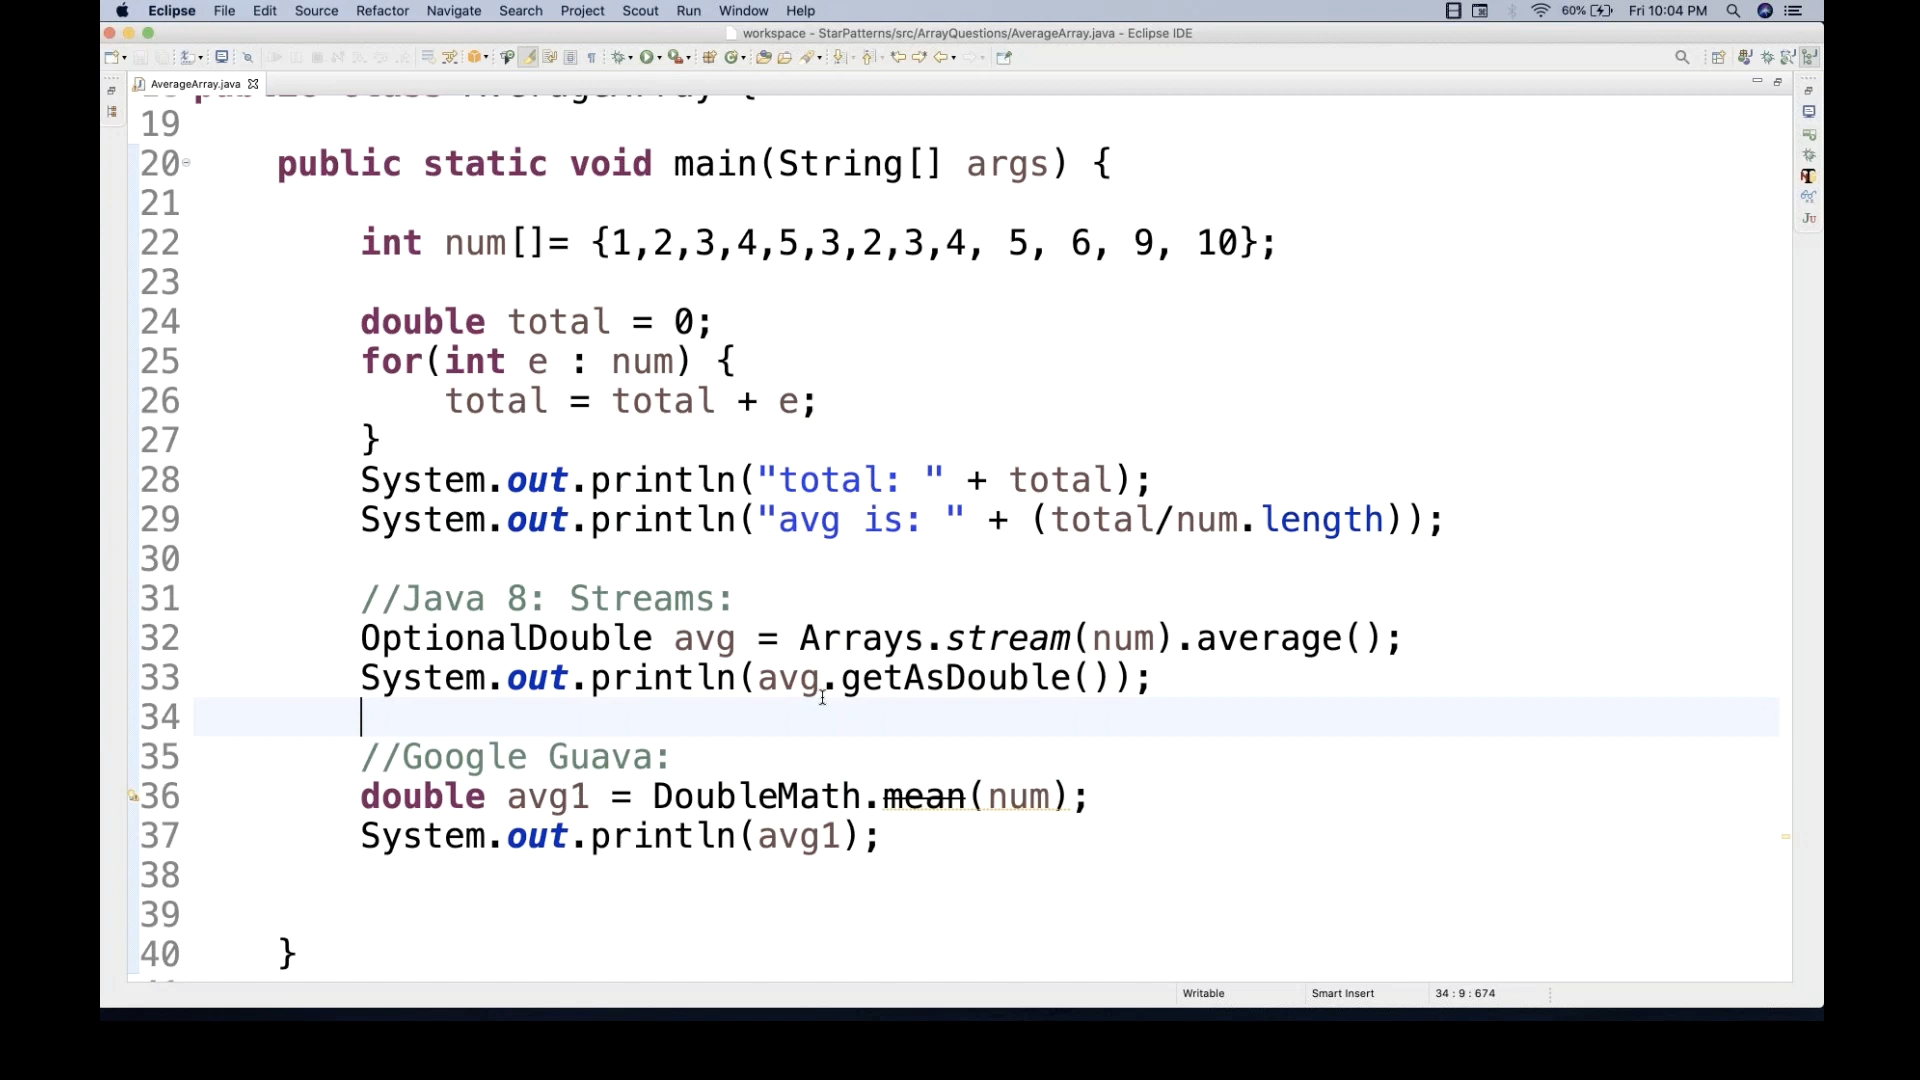 Eclipse File Edit Source Refactor Navigate Search Project Scout Run Window Help 60% Fri 10:04 PM
workspace - StarPatterns/src/ArrayQuestions/AverageArray.java - Eclipse IDE
AverageArray.java
19
20 public static void main(String[] args) {
21
22 int num[]= {1,2,3,4,5,3,2,3,4, 5, 6, 9, 10};
23
24 double total = 0;
25 for(int e : num) {
26 total = total + e;
27 }
28 System.out.println("total: " + total);
29 System.out.println("avg is: " + (total/num.length));
30
31 //Java 8: Streams:
32 OptionalDouble avg = Arrays.stream(num).average();
33 System.out.println(avg.getAsDouble());
34
35 //Google Guava:
36 double avg1 = DoubleMath.mean(num);
37 System.out.println(avg1);
38
39
40 }
Writable Smart Insert 34 : 9 : 674